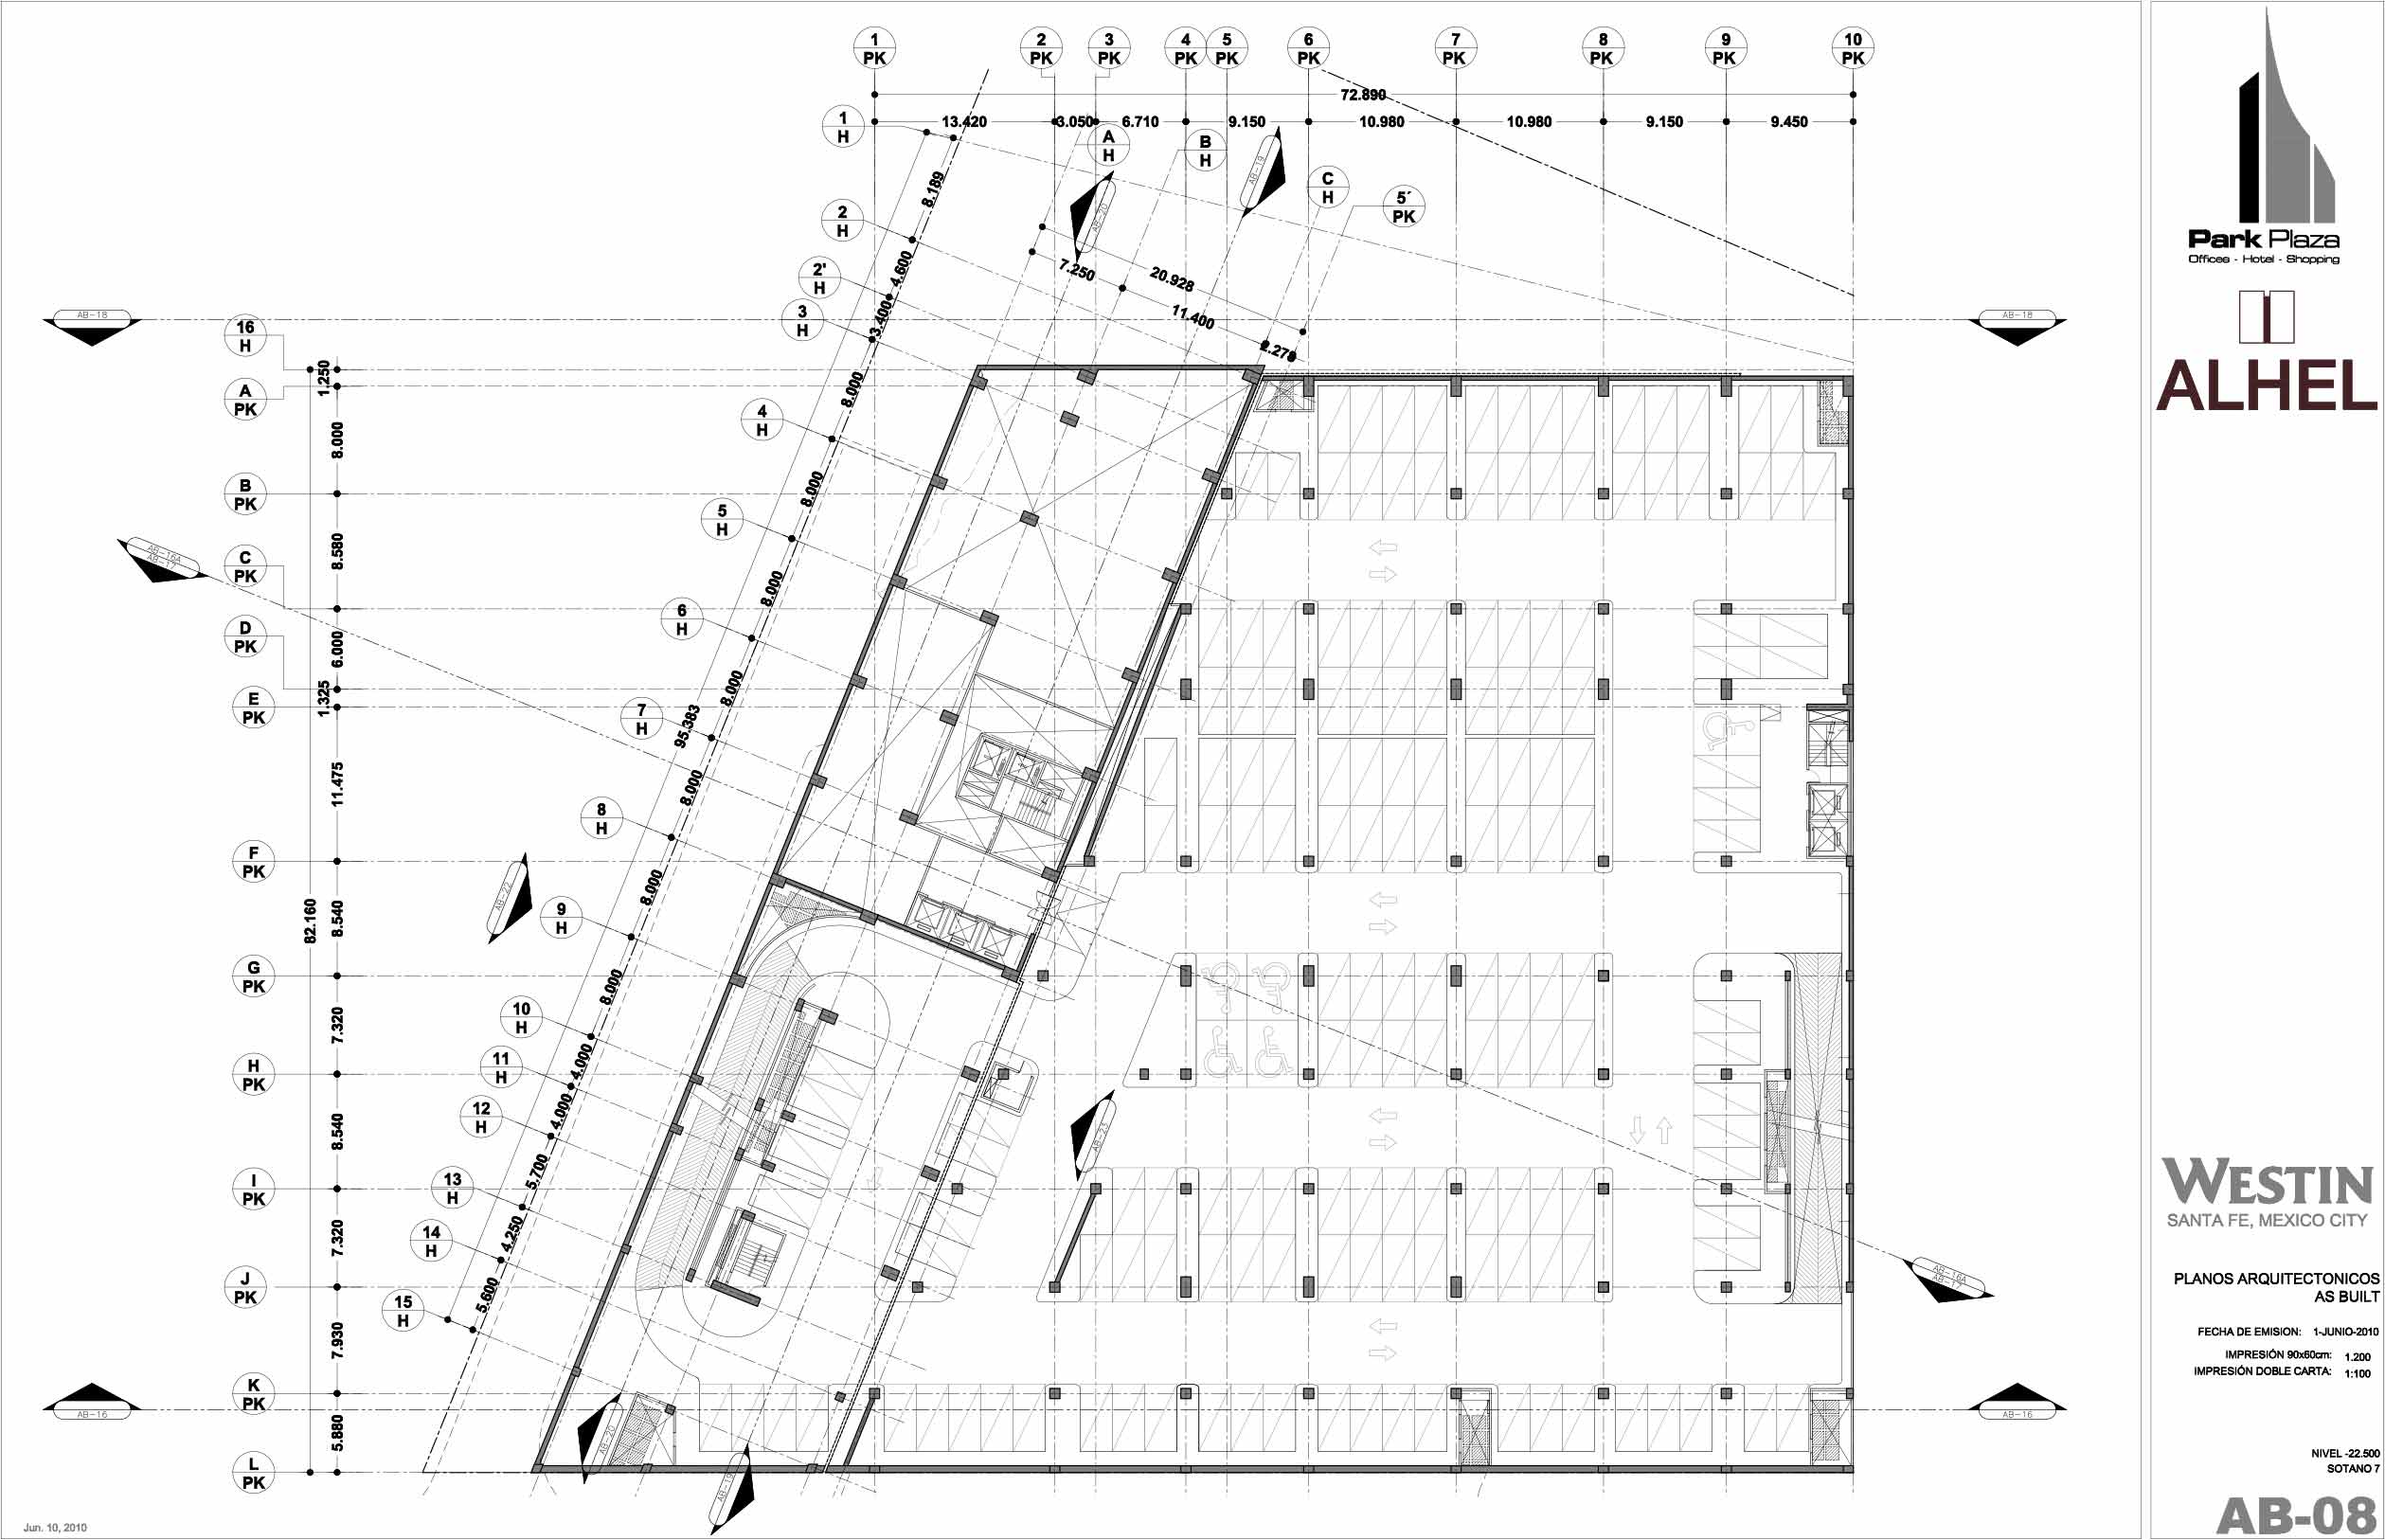 1 2 3 4 5 6 7 8 9 10
PK PK PK PK PK PK PK PK PK PK
72.890
13.420 3.050 6.710 9.150 10.980 10.980 9.150 9.450
1
H
A
H
B
H
C
H
5´
PK
2
H
2'
H
3
H
4
H
5
H
6
H
7
H
8
H
9
H
10
H
11
H
12
H
13
H
14
H
15
H
16
H
A
PK
B
PK
C
PK
D
PK
E
PK
F
PK
G
PK
H
PK
I
PK
J
PK
K
PK
L
PK
8.189
4.600
3.400
8.000
8.000
8.000
8.000
8.000
8.000
8.000
4.000
4.000
5.700
4.250
5.600
95.383
7.250
20.928
11.400
2.278
1.250
8.000
8.580
6.000
1.325
11.475
8.540
7.320
8.540
7.320
7.930
5.880
82.160
AB-18
AB-18
AB-19
AB-20
AB-16A
AB-17
AB-22
AB-23
AB-16A
AB-17
AB-16
AB-16
AB-20
AB-19
Park Plaza
Offices - Hotel - Shopping
ALHEL
WESTIN
SANTA FE, MEXICO CITY
PLANOS ARQUITECTONICOS
AS BUILT
FECHA DE EMISION: 1-JUNIO-2010
IMPRESIÓN 90x60cm: 1.200
IMPRESIÓN DOBLE CARTA: 1:100
NIVEL -22.500
SOTANO 7
AB-08
Jun. 10, 2010